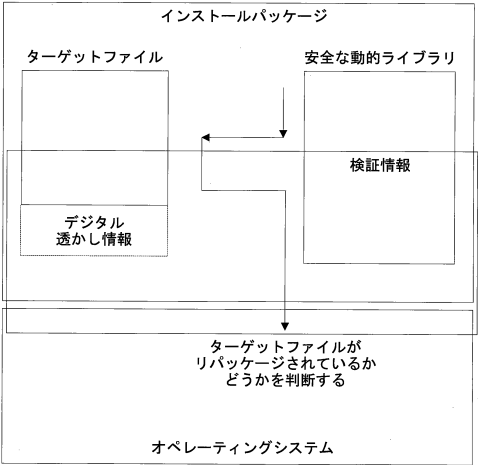 インストールパッケージ
ターゲットファイル
安全な動的ライブラリ
検証情報
デジタル
透かし情報
ターゲットファイルが
リパッケージされているか
どうかを判断する
オペレーティングシステム